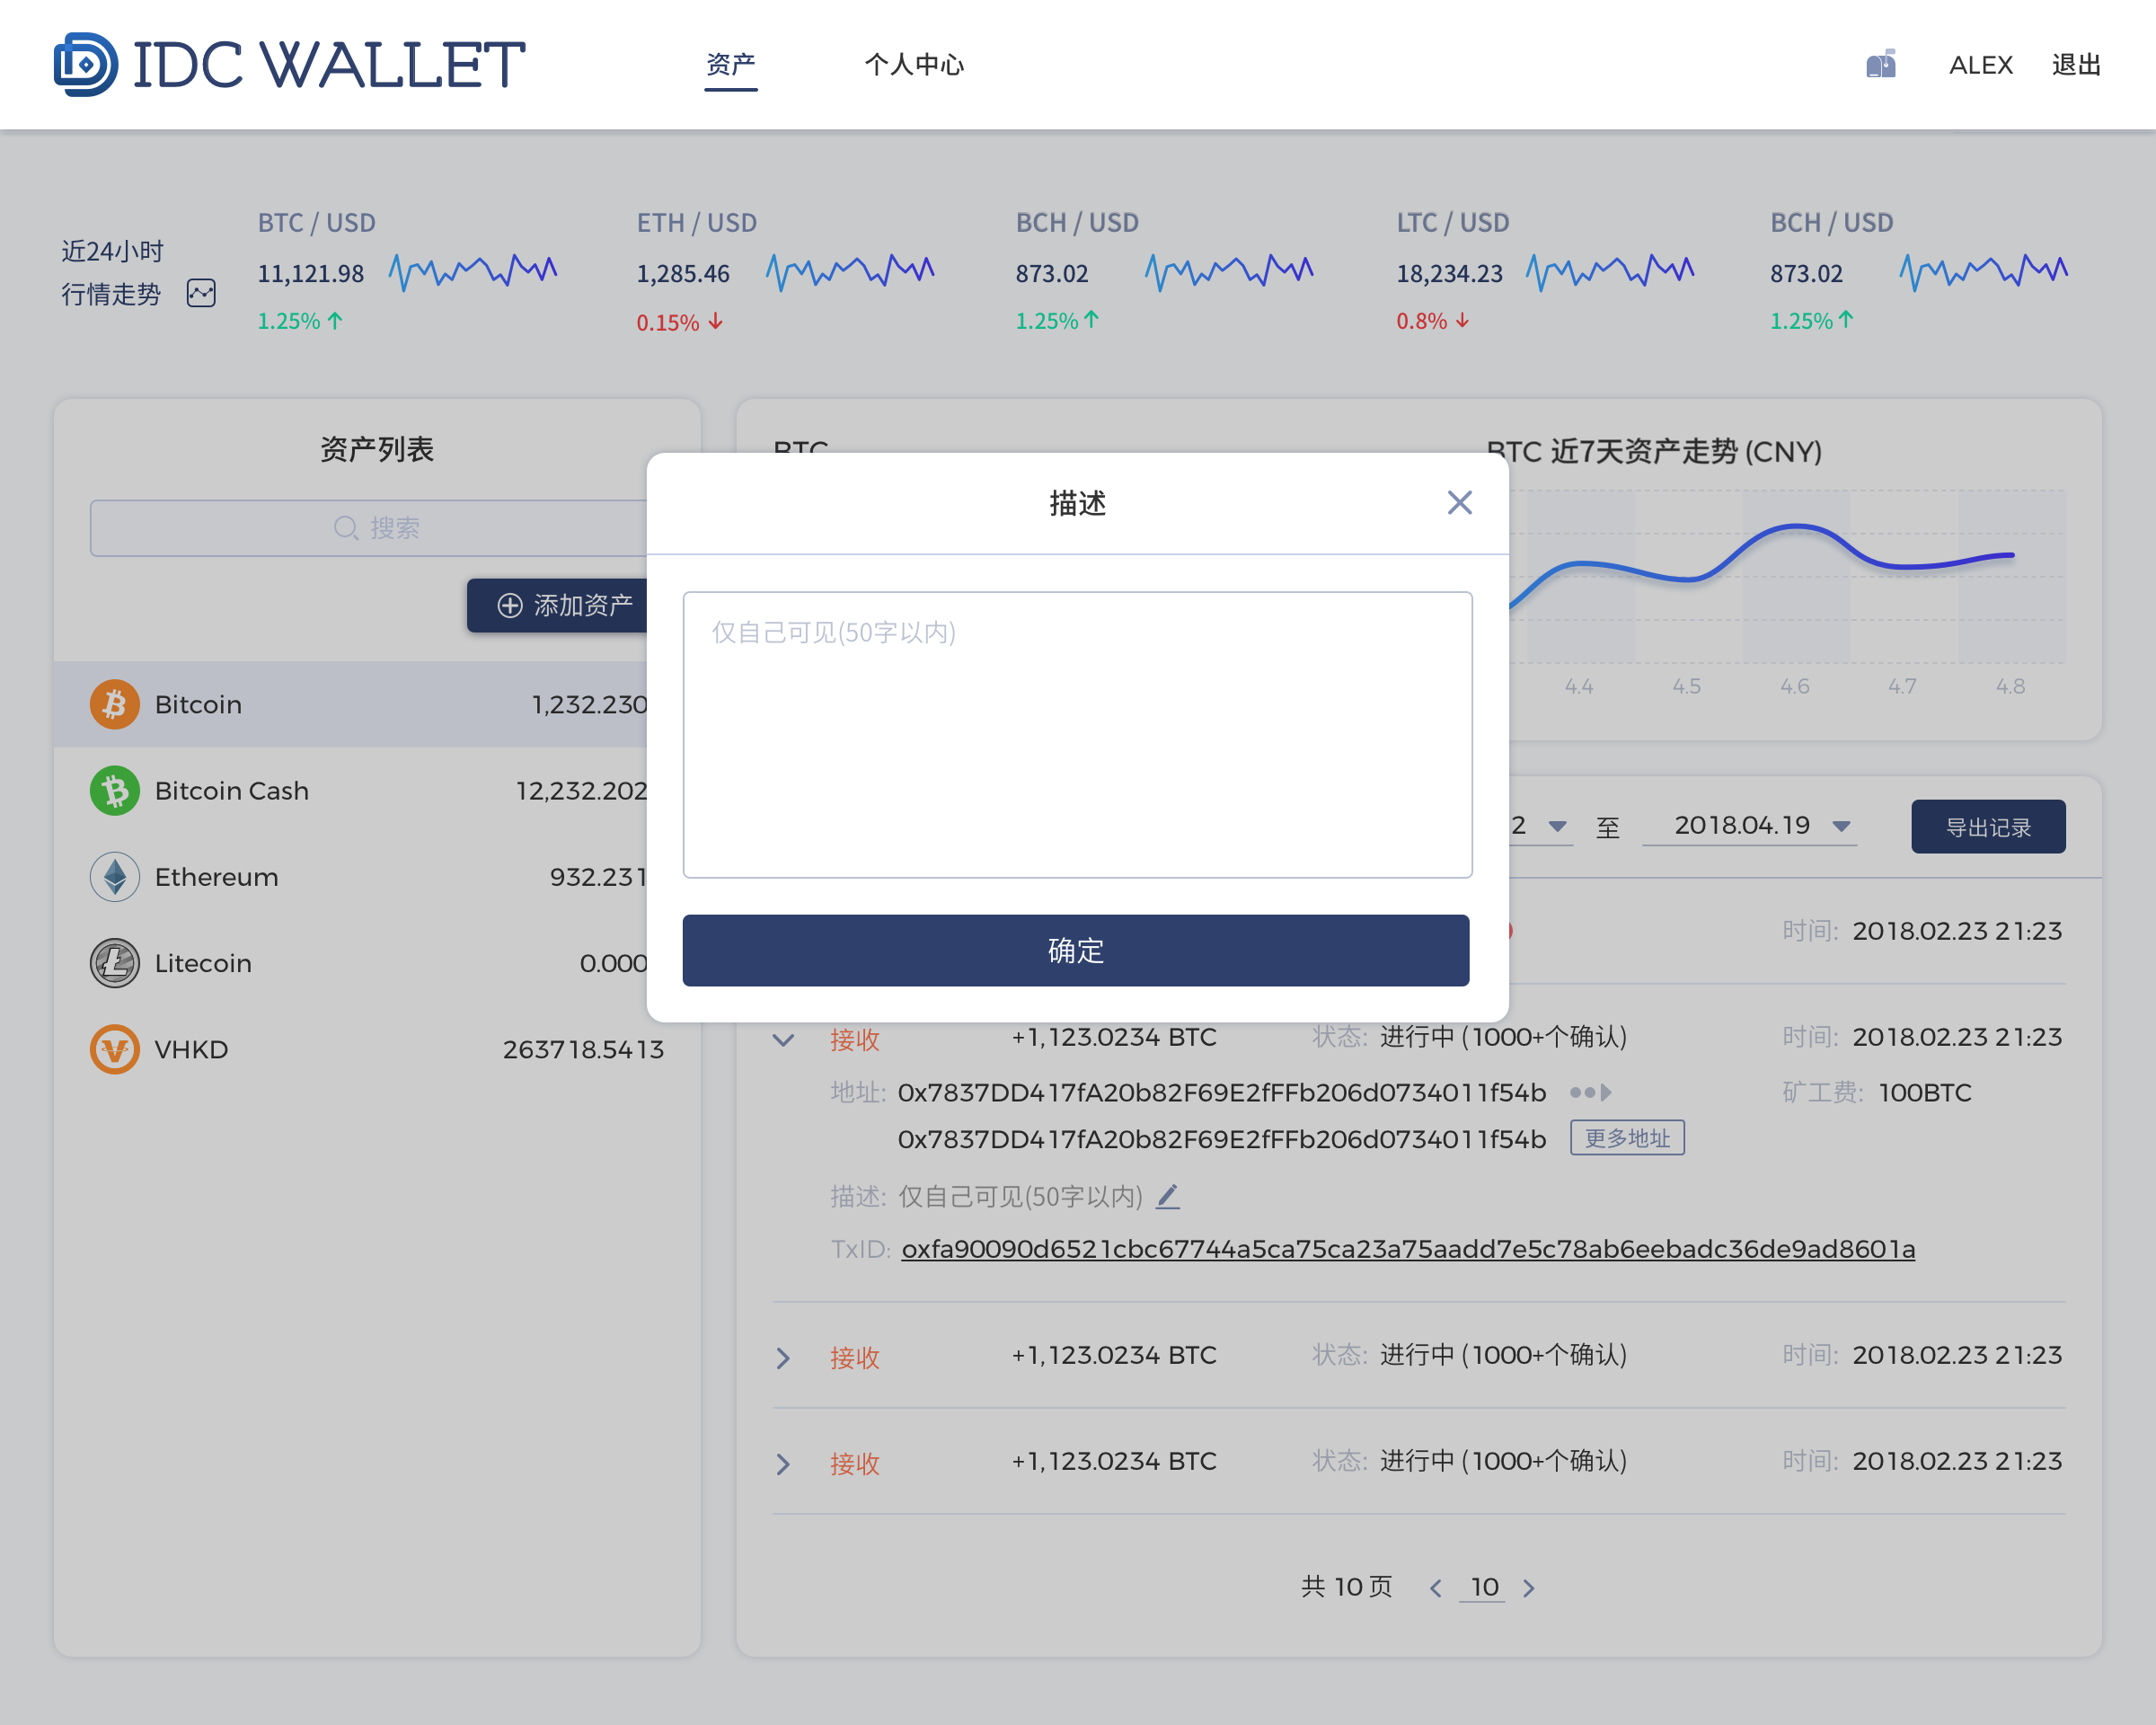 IDC WALLET
资产
个人中心
ALEX
退出
近24小时
行情走势
BTC / USD
11,121.98
1.25%
ETH / USD
1,285.46
0.15%
BCH / USD
873.02
1.25%
LTC / USD
18,234.23
0.8%
BCH / USD
873.02
1.25%
资产列表
搜索
添加资产
Bitcoin 1,232.230
Bitcoin Cash 12,232.202
Ethereum 932.231
Litecoin 0.000
VHKD 263718.5413
BTC
BTC 近7天资产走势 (CNY)
4.4 4.5 4.6 4.7 4.8
描述
仅自己可见(50字以内)
确定
2 至 2018.04.19 导出记录
时间: 2018.02.23 21:23
接收 +1,123.0234 BTC 状态: 进行中 (1000+个确认) 时间: 2018.02.23 21:23
地址: 0x7837DD417fA20b82F69E2fFFb206d0734011f54b 矿工费: 100BTC
0x7837DD417fA20b82F69E2fFFb206d0734011f54b 更多地址
描述: 仅自己可见(50字以内)
TxID: oxfa90090d6521cbc67744a5ca75ca23a75aadd7e5c78ab6eebadc36de9ad8601a
接收 +1,123.0234 BTC 状态: 进行中 (1000+个确认) 时间: 2018.02.23 21:23
接收 +1,123.0234 BTC 状态: 进行中 (1000+个确认) 时间: 2018.02.23 21:23
共 10 页 10